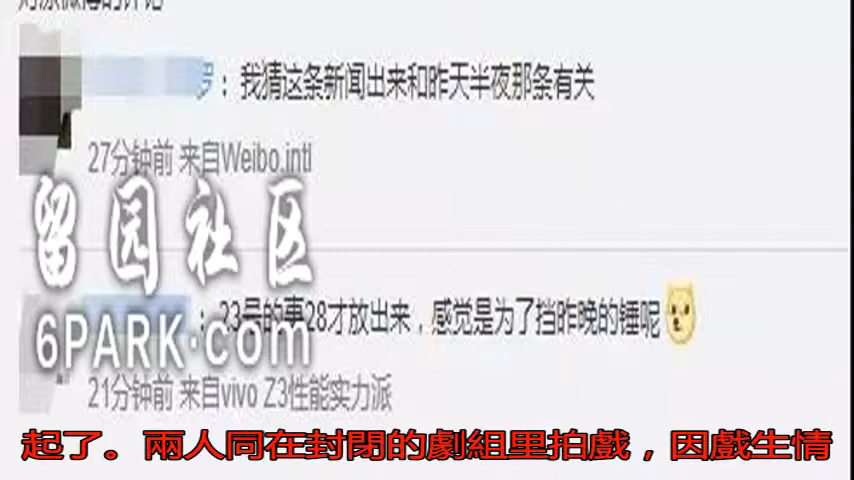 对原微博的评论
罗：我猜这条新闻出来和昨天半夜那条有关
27分钟前 来自Weibo.intl
留园社区
：23号的事28才放出来，感觉是为了挡昨晚的锤呢
6PARK.com
21分钟前 来自vivo Z3性能实力派
起了。兩人同在封閉的劇組里拍戲，因戲生情